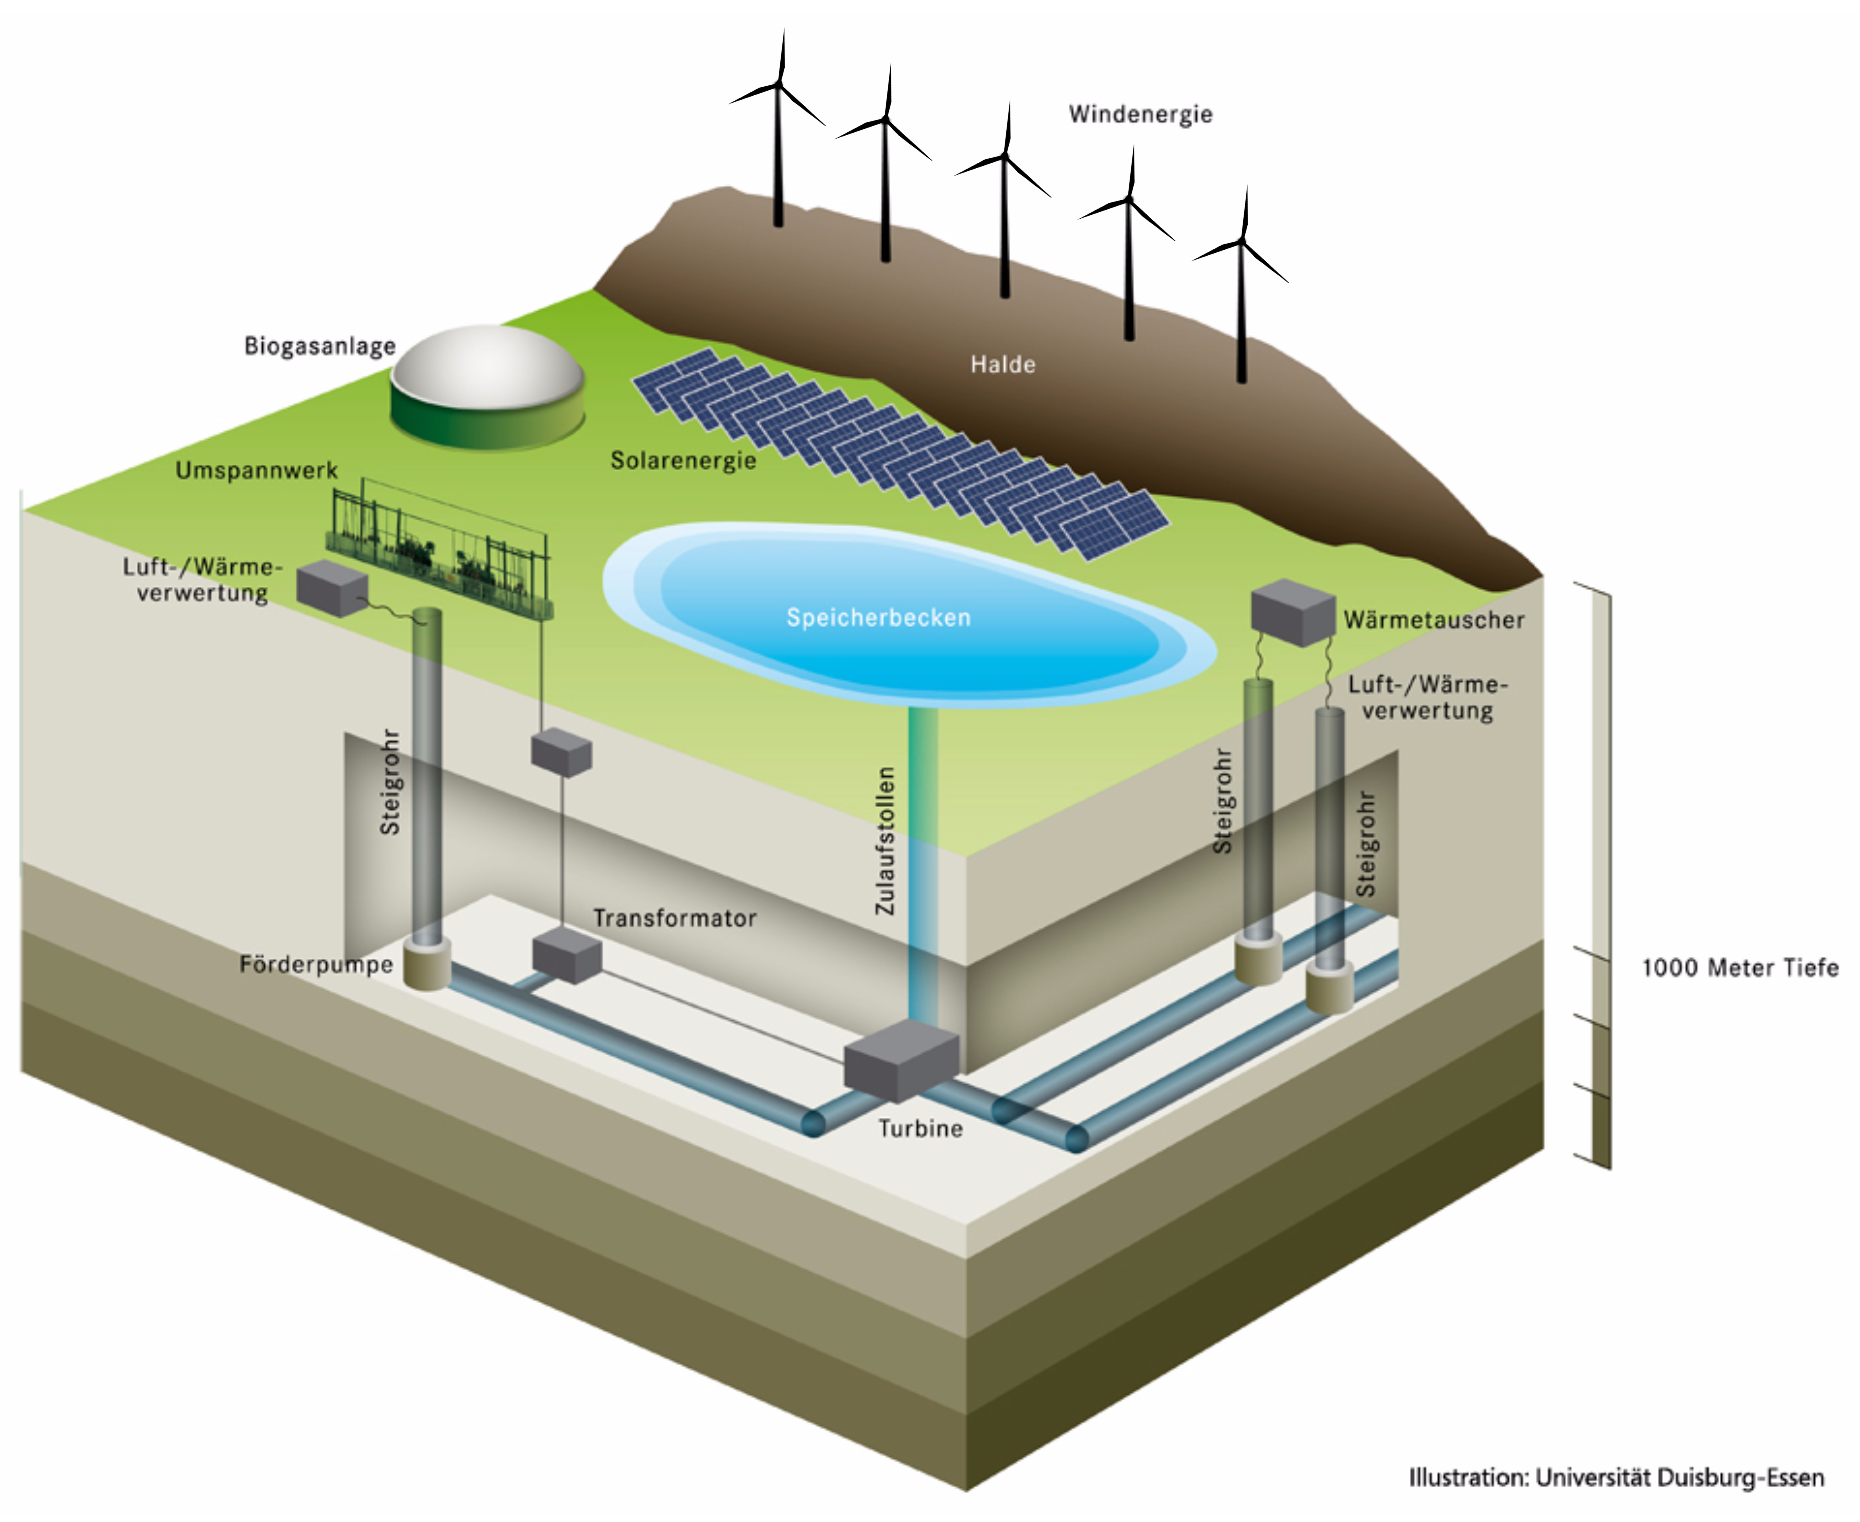 Windenergie
Biogasanlage
Halde
Solarenergie
Umspannwerk
Luft-/Wärme-
verwertung
Speicherbecken
Wärmetauscher
Luft-/Wärme-
verwertung
Steigrohr
Zulaufstollen
Steigrohr
Steigrohr
Transformator
Förderpumpe
1000 Meter Tiefe
Turbine
Illustration: Universität Duisburg-Essen